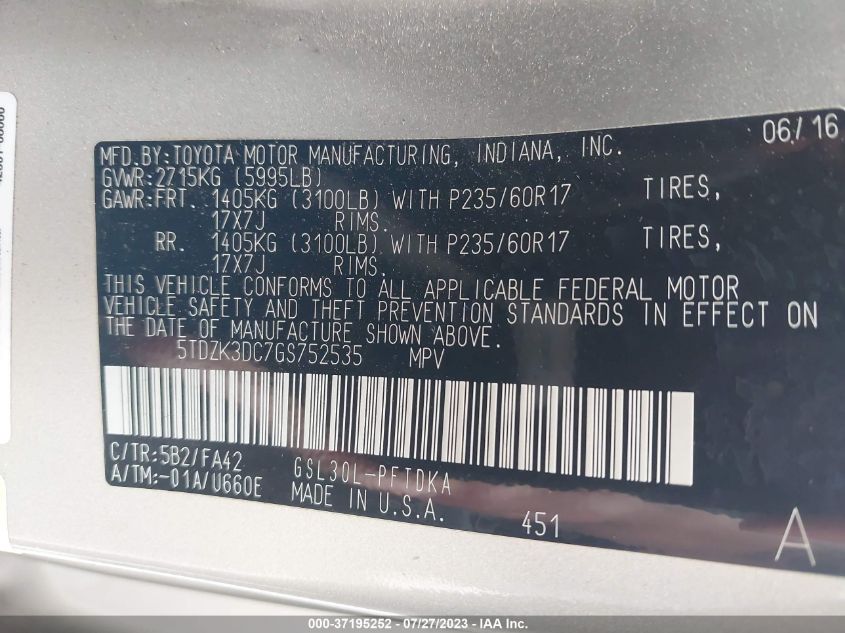 06/16
MFD.BY:TOYOTA MOTOR MANUFACTURING, INDIANA, INC.
GVWR:2715KG (5995LB)
GAWR:FRT. 1405KG (3100LB) WITH P235/60R17 TIRES,
17X7J RIMS.
RR. 1405KG (3100LB) WITH P235/60R17 TIRES,
17X7J RIMS.
THIS VEHICLE CONFORMS TO ALL APPLICABLE FEDERAL MOTOR
VEHICLE SAFETY AND THEFT PREVENTION STANDARDS IN EFFECT ON
THE DATE OF MANUFACTURE SHOWN ABOVE.
5TDZK3DC7GS752535 MPV
C/TR:5B2/FA42 GSL30L-PFTDKA
A/TM:-01A/U660E MADE IN U.S.A.
451
A
000-37195252 - 07/27/2023 - IAA Inc.